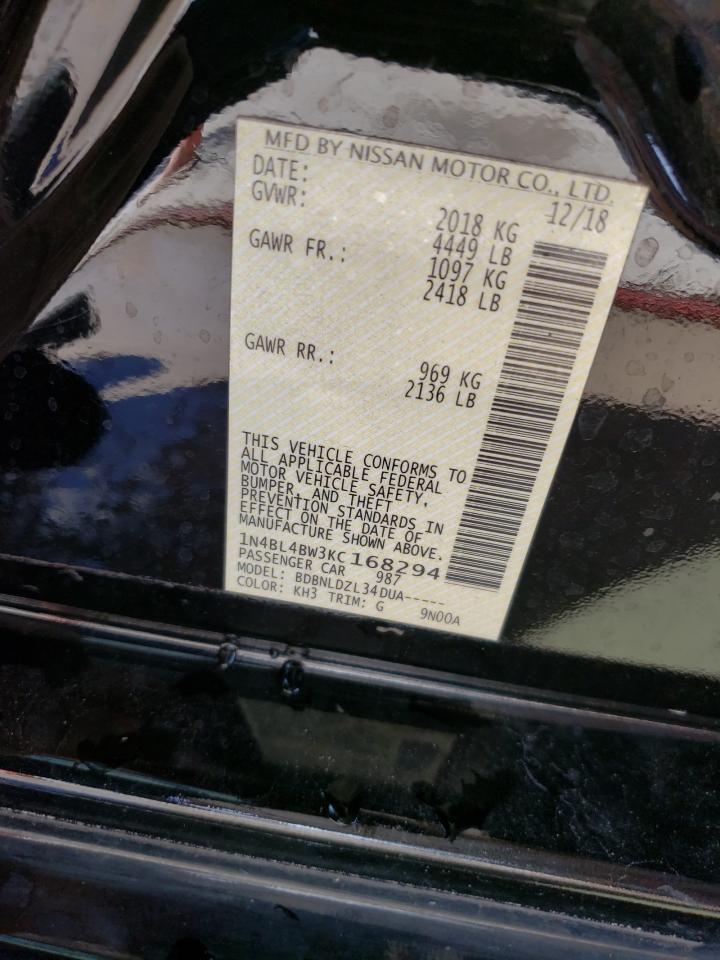 MFD BY NISSAN MOTOR CO., LTD.
DATE: 12/18
GVWR: 2018 KG
4449 LB
GAWR FR.: 1097 KG
2418 LB
GAWR RR.: 969 KG
2136 LB
THIS VEHICLE CONFORMS TO
ALL APPLICABLE FEDERAL
MOTOR VEHICLE SAFETY,
BUMPER, AND THEFT
PREVENTION STANDARDS IN
EFFECT ON THE DATE OF
MANUFACTURE SHOWN ABOVE.
1N4BL4BW3KC168294
PASSENGER CAR 987
MODEL: BDBNLDZL34DUA-----
COLOR: KH3 TRIM: G 9N00A